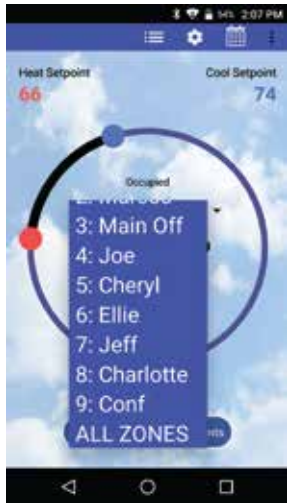 54% 2:07 PM
Heat Setpoint Cool Setpoint
66 74
Occupied
3: Main Off
4: Joe
5: Cheryl
6: Ellie
7: Jeff
8: Charlotte
9: Conf
ALL ZONES